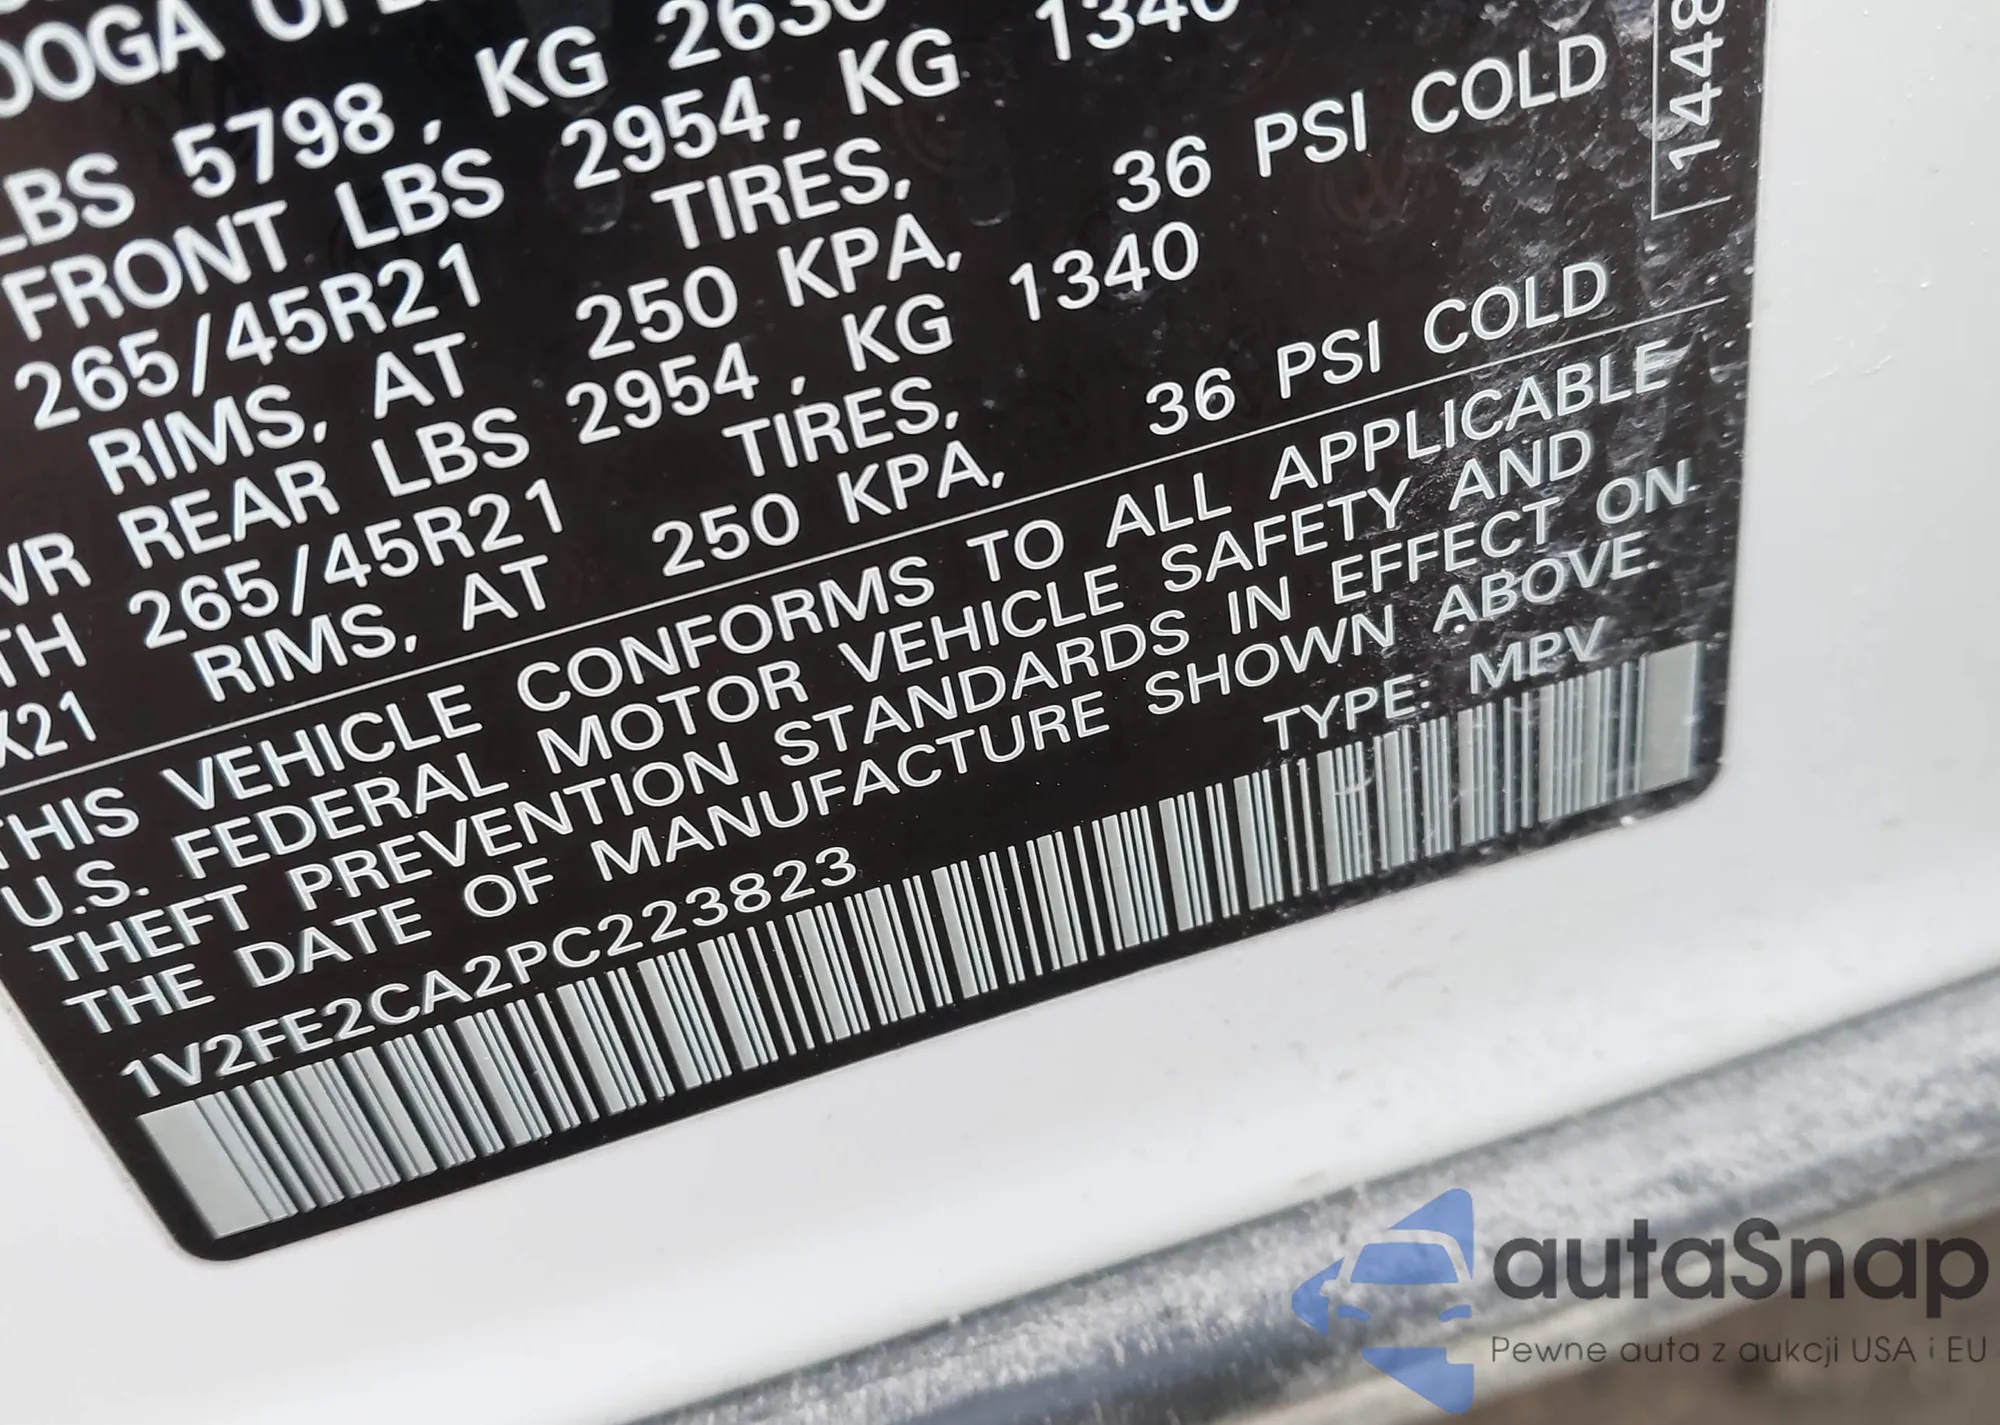 OOGA OPE
LBS 5798, KG 2630
FRONT LBS 2954, KG 1340
265/45R21 TIRES,
RIMS, AT 250 KPA, 36 PSI COLD
VR REAR LBS 2954, KG 1340
TH 265/45R21 TIRES,
X21 RIMS, AT 250 KPA, 36 PSI COLD
THIS VEHICLE CONFORMS TO ALL APPLICABLE
U.S. FEDERAL MOTOR VEHICLE SAFETY AND
THEFT PREVENTION STANDARDS IN EFFECT ON
THE DATE OF MANUFACTURE SHOWN ABOVE.
1V2FE2CA2PC223823 TYPE: MPV
1448
autaSnap
Pewne auta z aukcji USA i EU